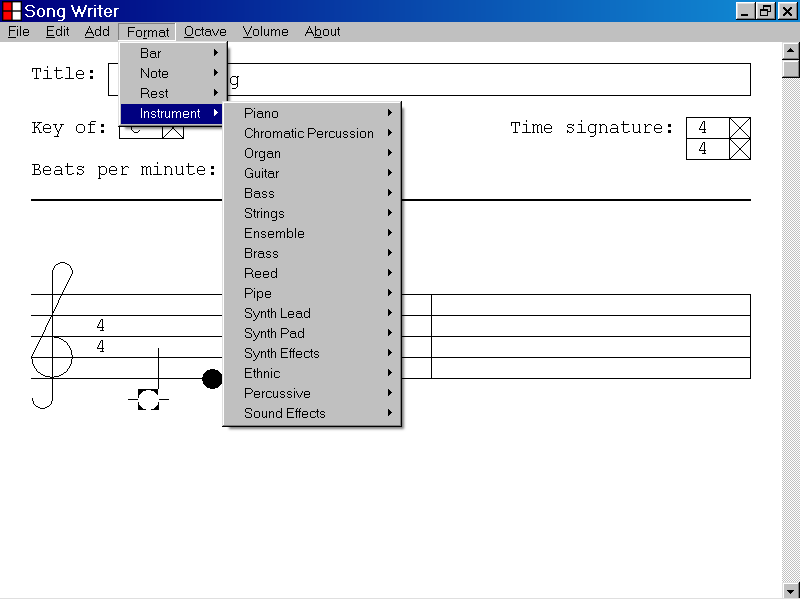 Song Writer
File Edit Add Format Octave Volume About
Title: g
Bar
Note
Rest
Instrument
Key of: C
Time signature: 4
4
Beats per minute:
Piano
Chromatic Percussion
Organ
Guitar
Bass
Strings
Ensemble
Brass
Reed
Pipe
Synth Lead
Synth Pad
Synth Effects
Ethnic
Percussive
Sound Effects
4
4